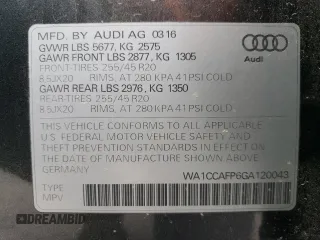 MFD. BY AUDI AG 03 16
GVWR LBS 5677, KG 2575
GAWR FRONT LBS 2877, KG 1305
FRONT-TIRES 255/45 R20
8.5JX20 RIMS, AT 280 KPA 41 PSI COLD
GAWR REAR LBS 2976, KG 1350
REAR-TIRES 255/45 R20
8.5JX20 RIMS, AT 280 KPA 41 PSI COLD
Audi
THIS VEHICLE CONFORMS TO ALL APPLICABLE
U.S. FEDERAL MOTOR VEHICLE SAFETY, BUMPER,
AND THEFT PREVENTION STANDARDS IN EFFECT
ON THE DATE OF MANUFACTURE SHOWN ABOVE.
GERMANY
TYPE:
MPV
WA1CCAFP6GA120043
DREAMBID